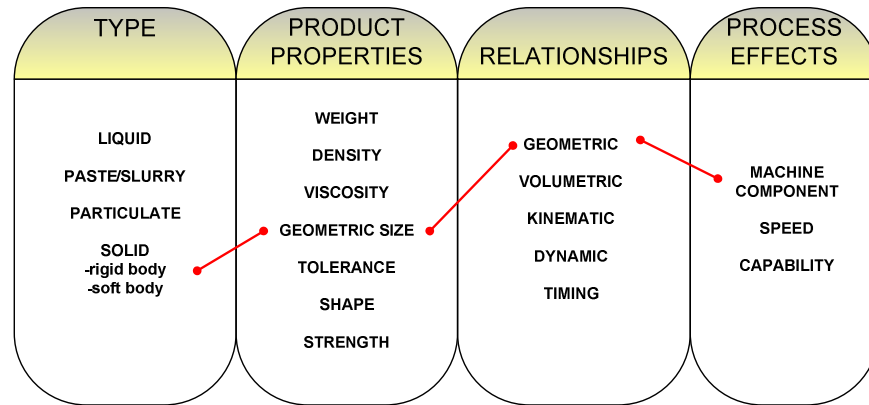 TYPE
LIQUID
PASTE/SLURRY
PARTICULATE
SOLID
-rigid body
-soft body
PRODUCT
PROPERTIES
WEIGHT
DENSITY
VISCOSITY
GEOMETRIC SIZE
TOLERANCE
SHAPE
STRENGTH
RELATIONSHIPS
GEOMETRIC
VOLUMETRIC
KINEMATIC
DYNAMIC
TIMING
PROCESS
EFFECTS
MACHINE
COMPONENT
SPEED
CAPABILITY